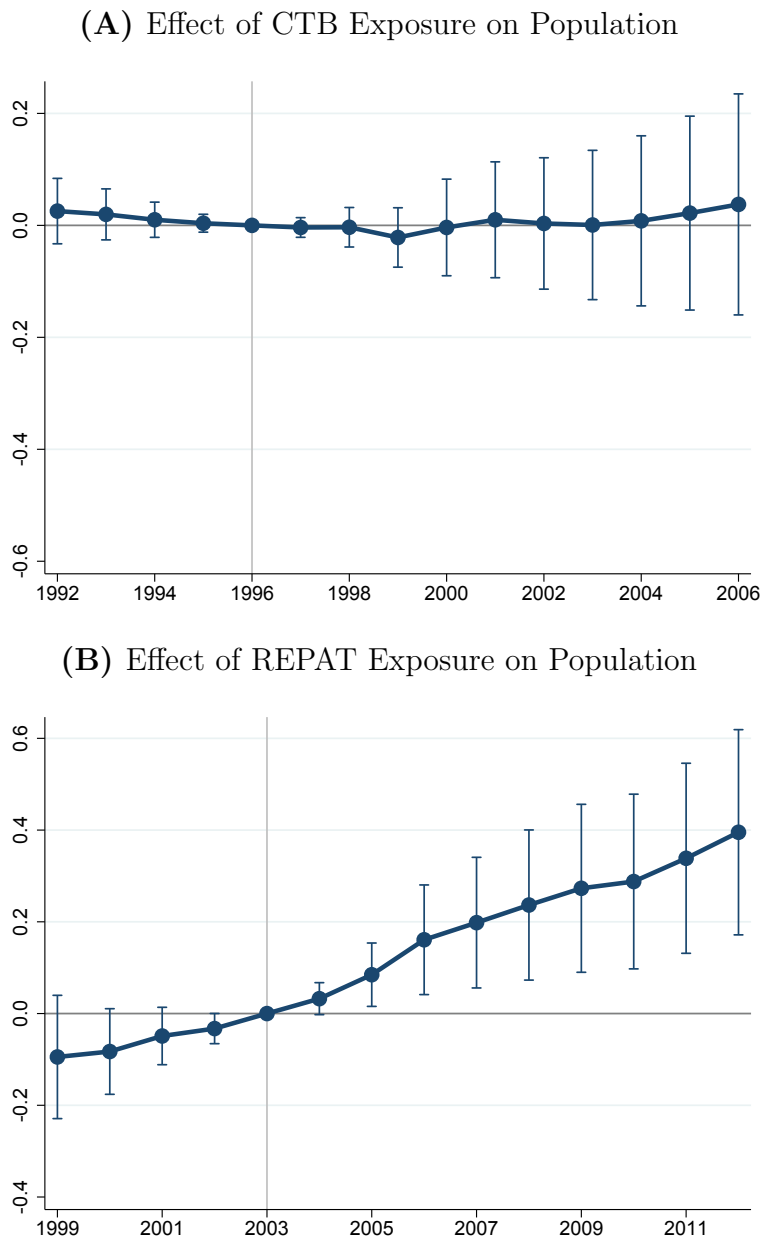 (A) Effect of CTB Exposure on Population
0.2
0.0
-0.2
-0.4
-0.6
1992 1994 1996 1998 2000 2002 2004 2006
(B) Effect of REPAT Exposure on Population
0.6
0.4
0.2
0.0
-0.2
-0.4
1999 2001 2003 2005 2007 2009 2011